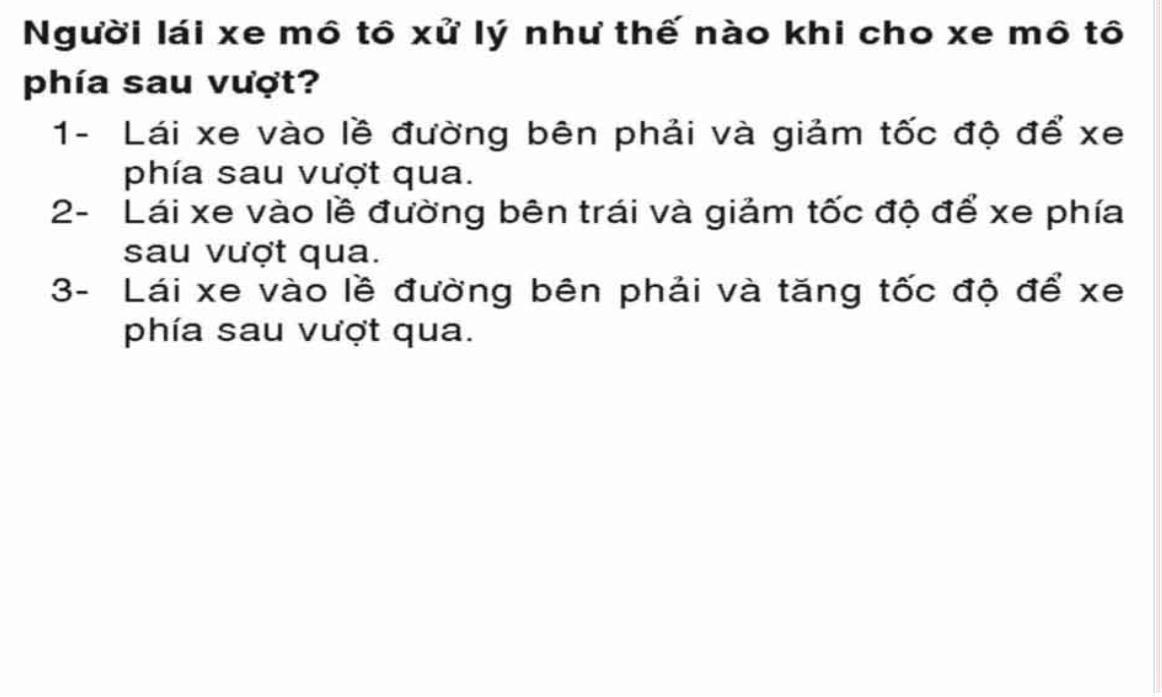 Người lái xe mô tô xử lý như thế nào khi cho xe mô tô
phía sau vượt?
1- Lái xe vào lề đường bên phải và giảm tốc độ để xe
phía sau vượt qua.
2- Lái xe vào lề đường bên trái và giảm tốc độ để xe phía
sau vượt qua.
3- Lái xe vào lề đường bên phải và tăng tốc độ để xe
phía sau vượt qua.